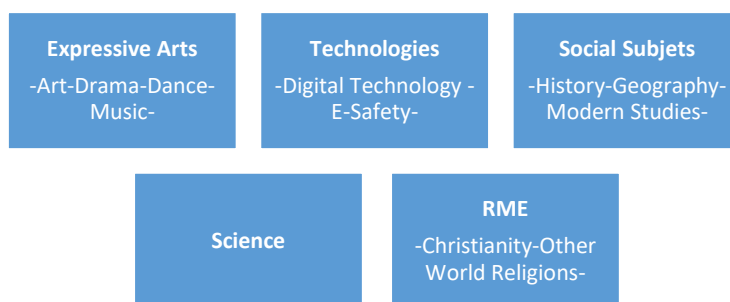 Expressive Arts
-Art-Drama-Dance-
Music-
Technologies
-Digital Technology -
E-Safety-
Social Subjets
-History-Geography-
Modern Studies-
Science
RME
-Christianity-Other
World Religions-